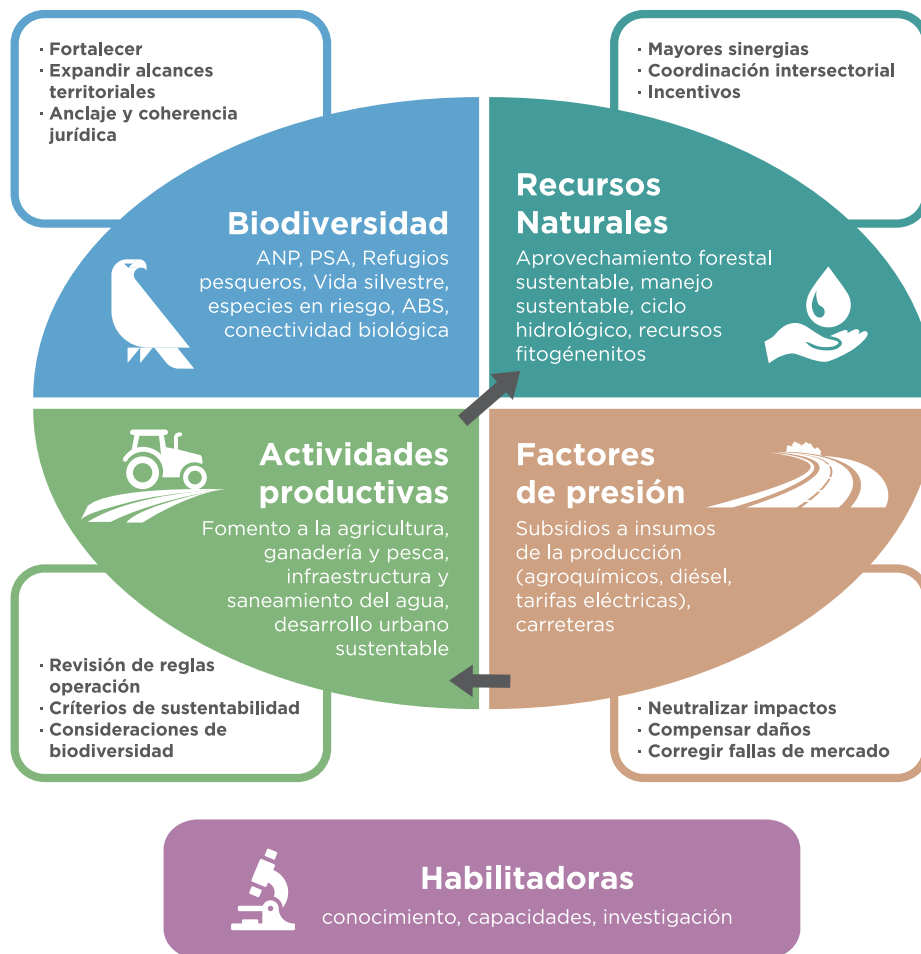 · Fortalecer
· Expandir alcances
territoriales
· Anclaje y coherencia
jurídica
· Mayores sinergias
· Coordinación intersectorial
· Incentivos
Biodiversidad
ANP, PSA, Refugios
pesqueros, Vida silvestre,
especies en riesgo, ABS,
conectividad biológica
Recursos
Naturales
Aprovechamiento forestal
sustentable, manejo
sustentable, ciclo
hidrológico, recursos
fitogénenitos
Actividades
productivas
Fomento a la agricultura,
ganadería y pesca,
infraestructura y
saneamiento del agua,
desarrollo urbano
sustentable
Factores
de presión
Subsidios a insumos
de la producción
(agroquímicos, diésel,
tarifas eléctricas),
carreteras
· Revisión de reglas
operación
· Críterios de sustentabilidad
· Consideraciones de
biodiversidad
· Neutralizar impactos
· Compensar daños
· Corregir fallas de mercado
Habilitadoras
conocimiento, capacidades, investigación